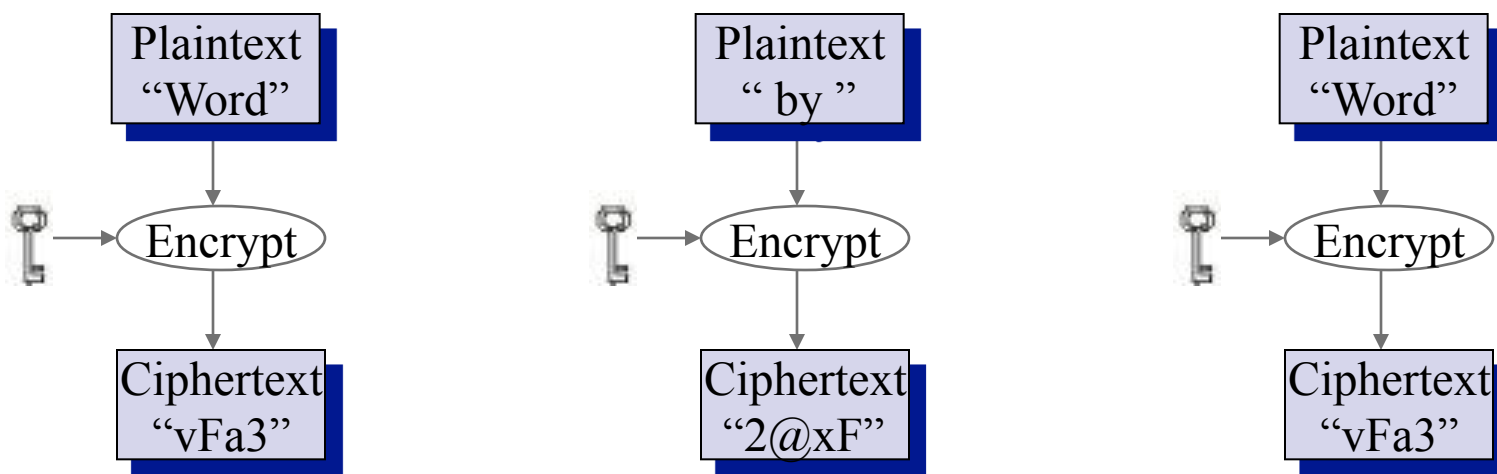 Plaintext
“Word”
Plaintext
“ by ”
Plaintext
“Word”
Encrypt
Encrypt
Encrypt
Ciphertext
“vFa3”
Ciphertext
“2@xF”
Ciphertext
“vFa3”